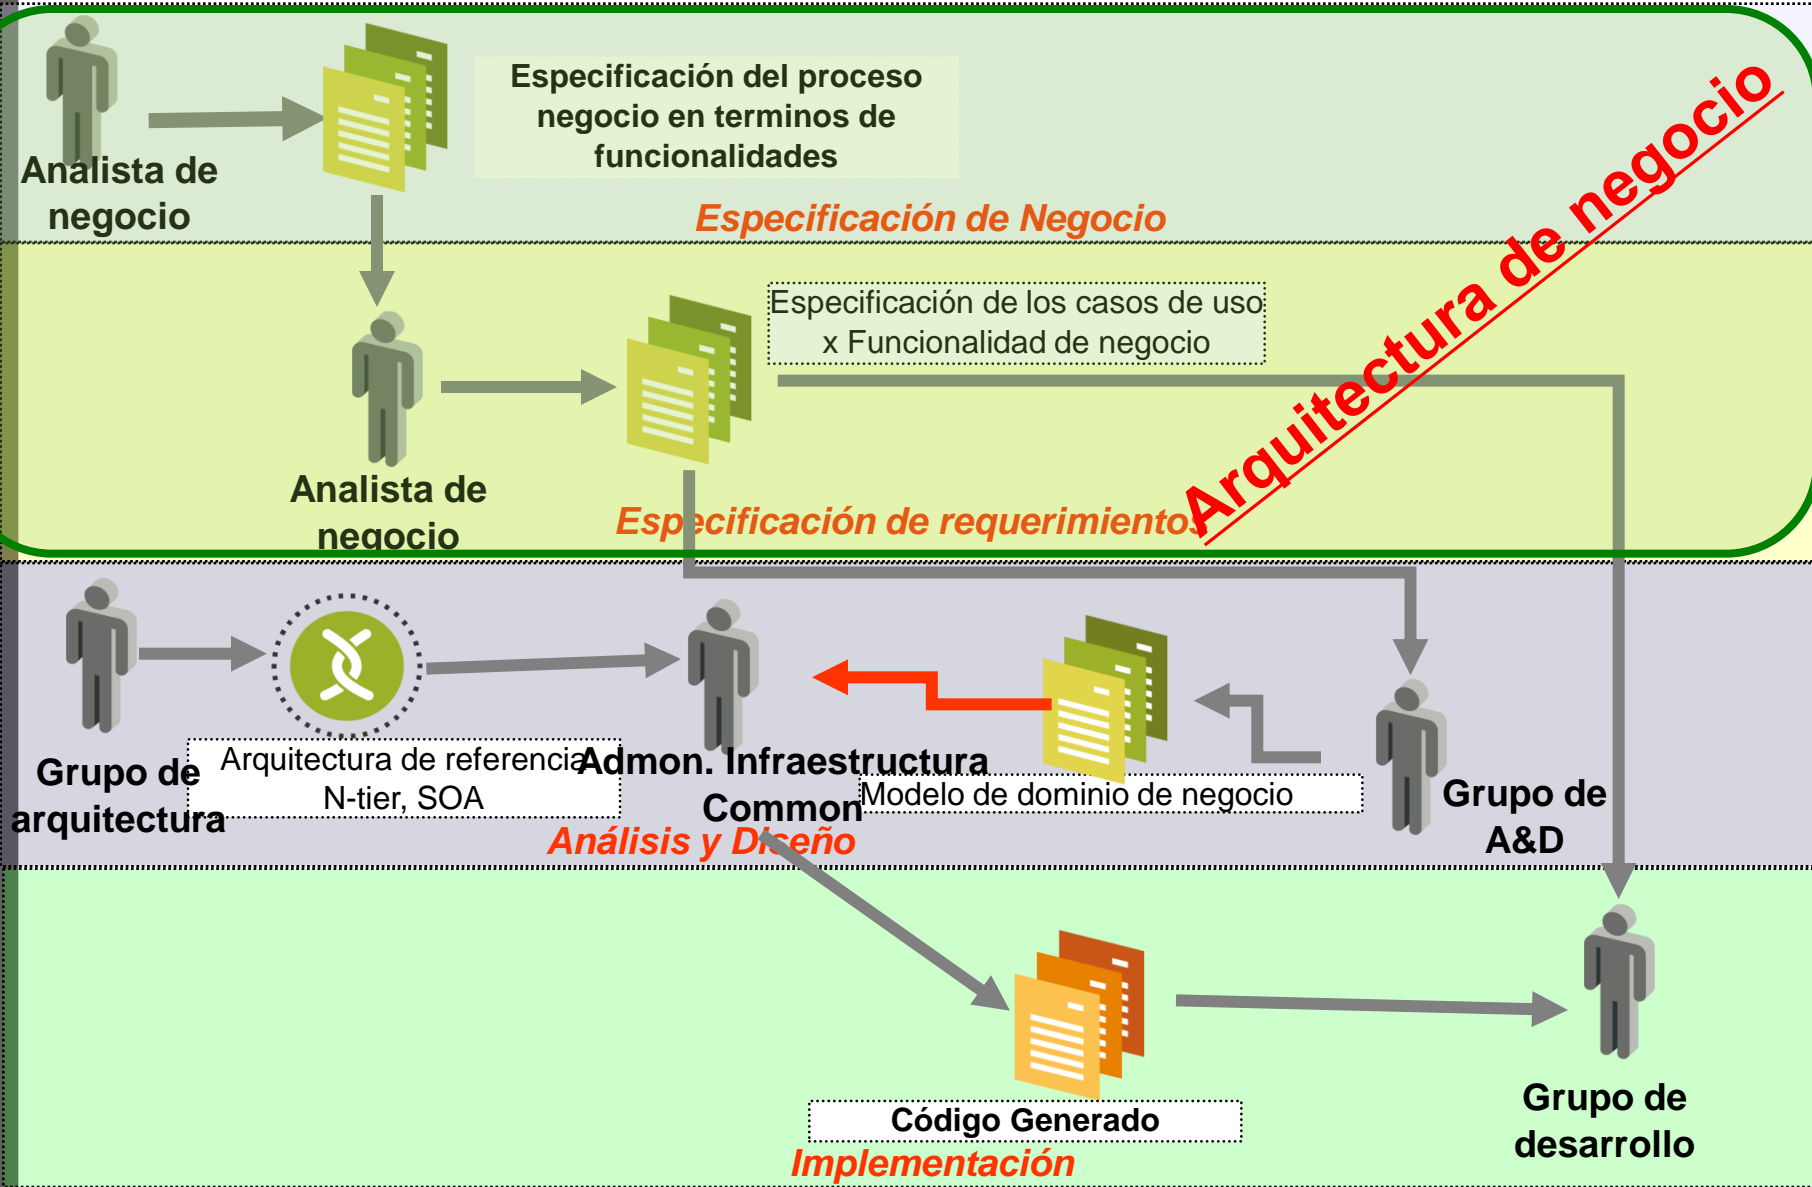 Especificación del proceso
negocio en terminos de
funcionalidades
Analista de
negocio
Especificación de Negocio
Arquitectura de negocio
Especificación de los casos de uso
x Funcionalidad de negocio
Analista de
negocio
Especificación de requerimientos
Grupo de
arquitectura
Arquitectura de referencia
N-tier, SOA
Admon. Infraestructura
Common
Modelo de dominio de negocio
Grupo de
A&D
Análisis y Diseño
Código Generado
Grupo de
desarrollo
Implementación